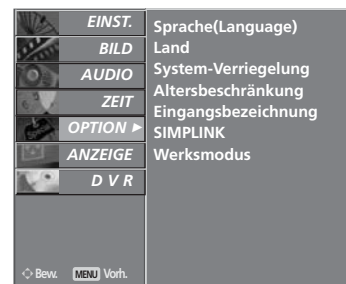 EINST.
BILD
AUDIO
ZEIT
OPTION ►
ANZEIGE
D V R
Sprache(Language)
Land
System-Verriegelung
Altersbeschränkung
Eingangsbezeichnung
SIMPLINK
Werksmodus
Bew. MENU Vorh.